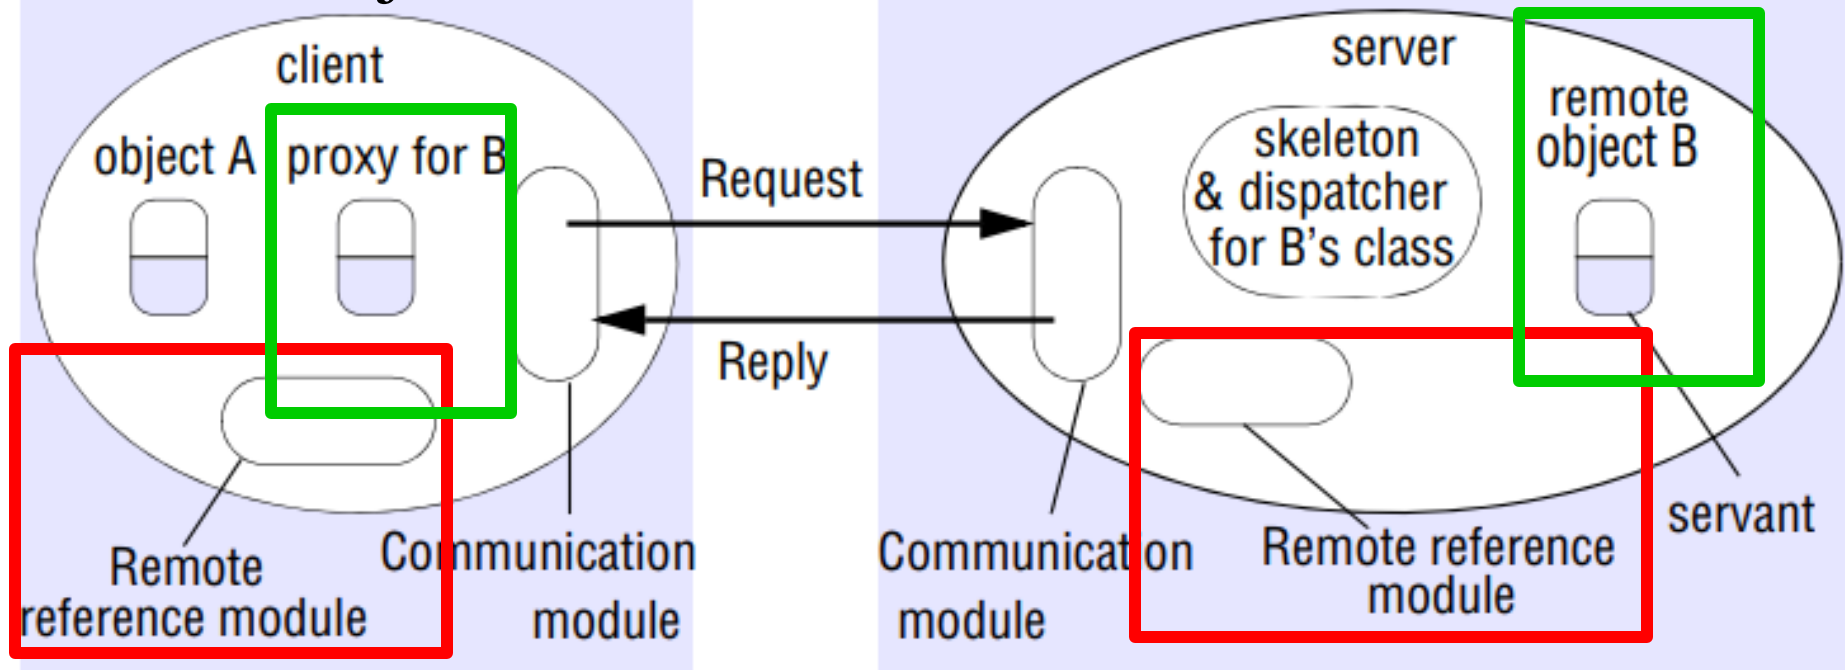 client
object A
proxy for B
Remote
reference module
Communication
module
Request
Reply
server
skeleton
& dispatcher
for B's class
remote
object B
Communication
module
Remote reference
module
servant